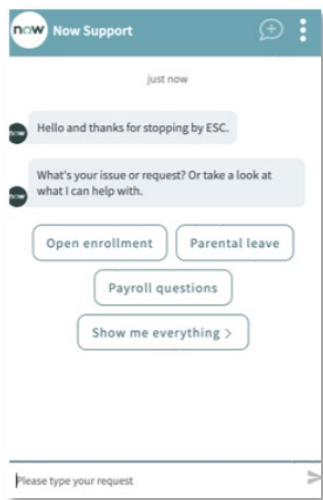 now Now Support
just now
Hello and thanks for stopping by ESC.
now
What's your issue or request? Or take a look at
what I can help with.
now
Open enrollment Parental leave
Payroll questions
Show me everything >
Please type your request